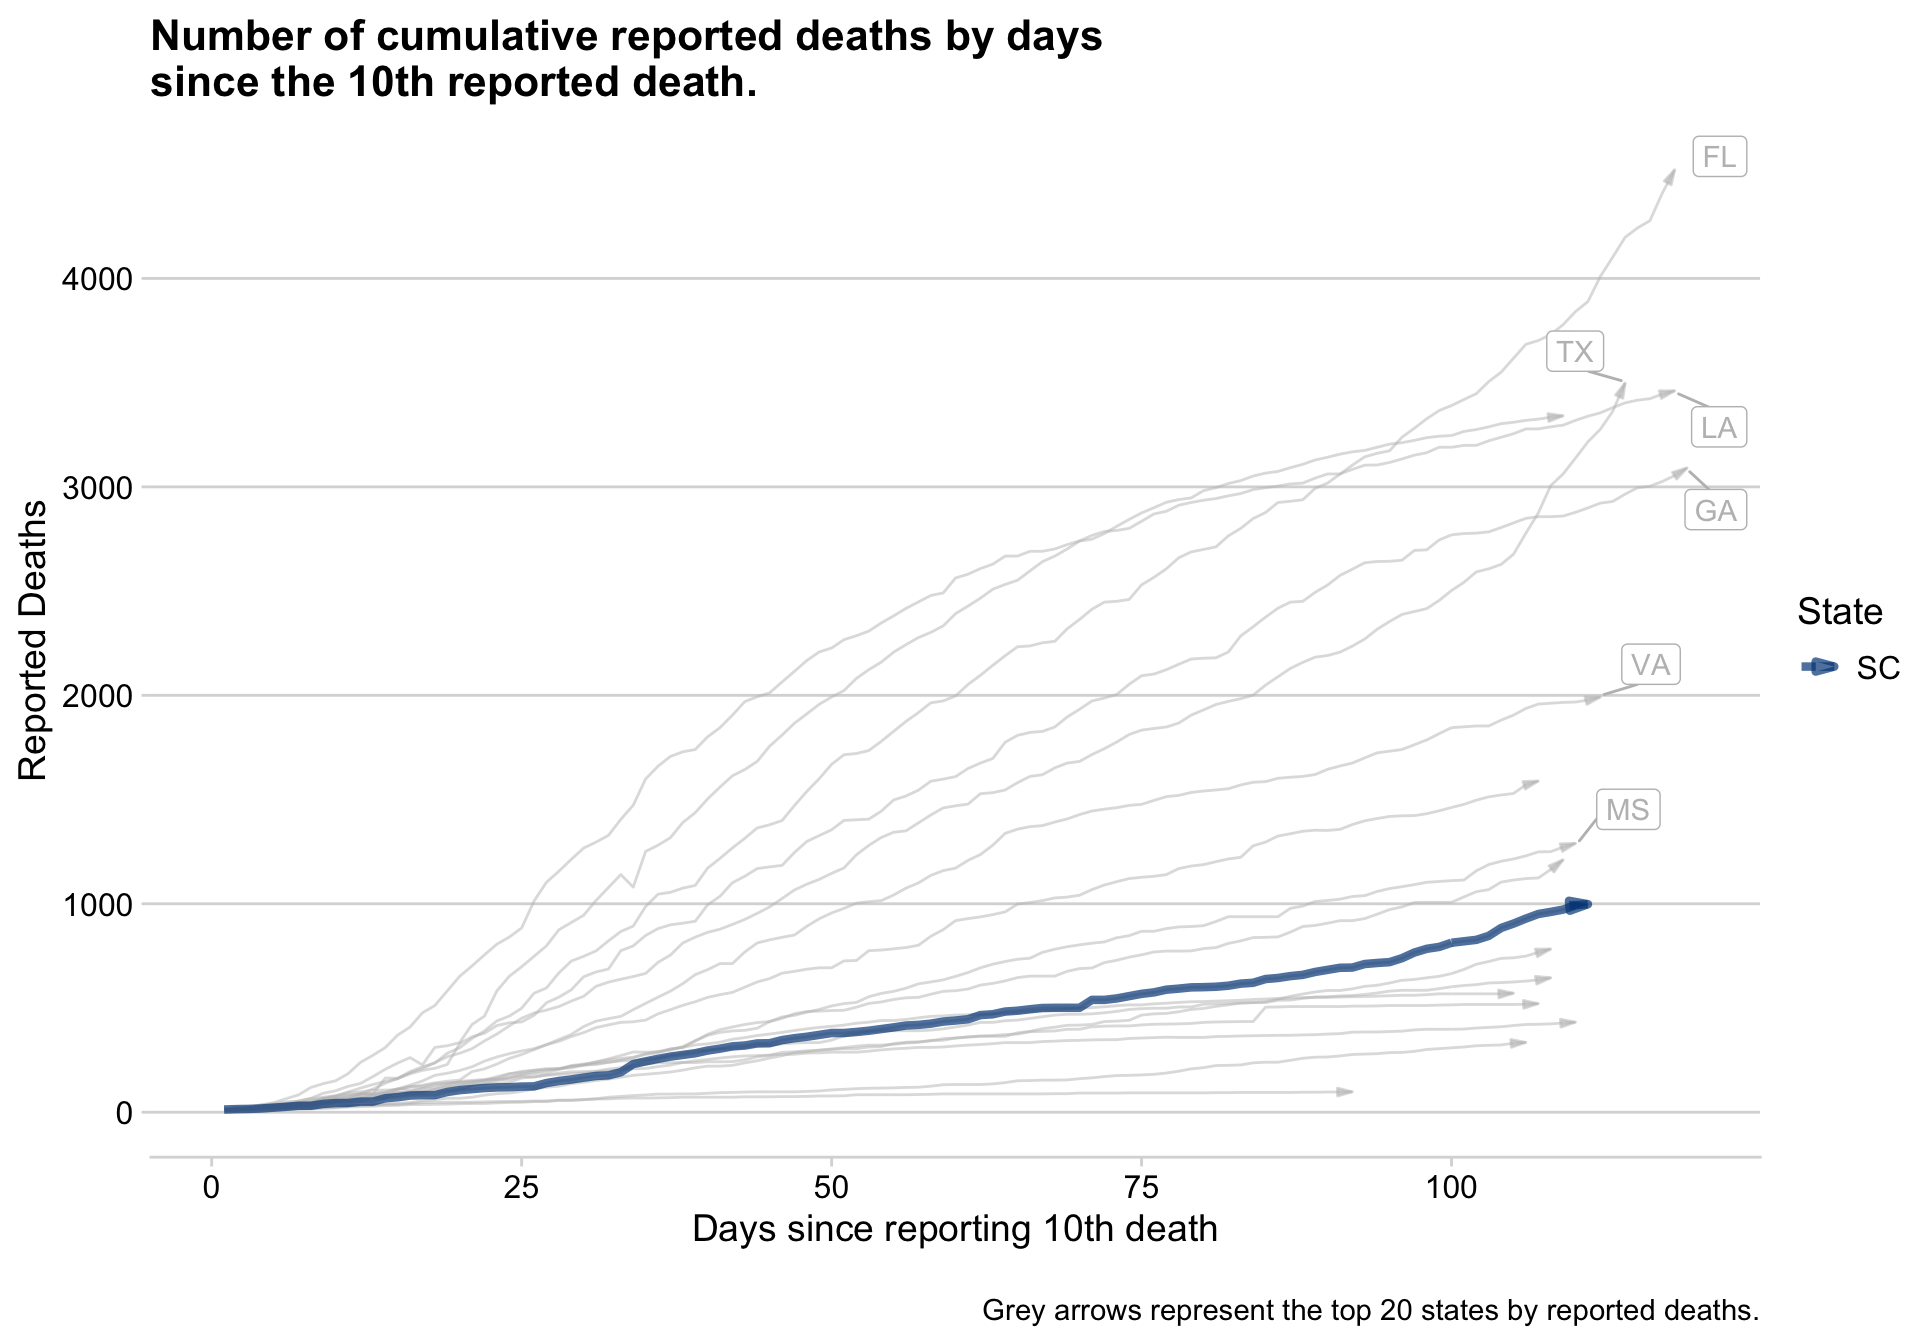 Number of cumulative reported deaths by days
since the 10th reported death.
FL
4000
TX
LA
3000
GA
Reported Deaths
State
SC
VA
2000
MS
1000
0
0 25 50 75 100
Days since reporting 10th death
Grey arrows represent the top 20 states by reported deaths.